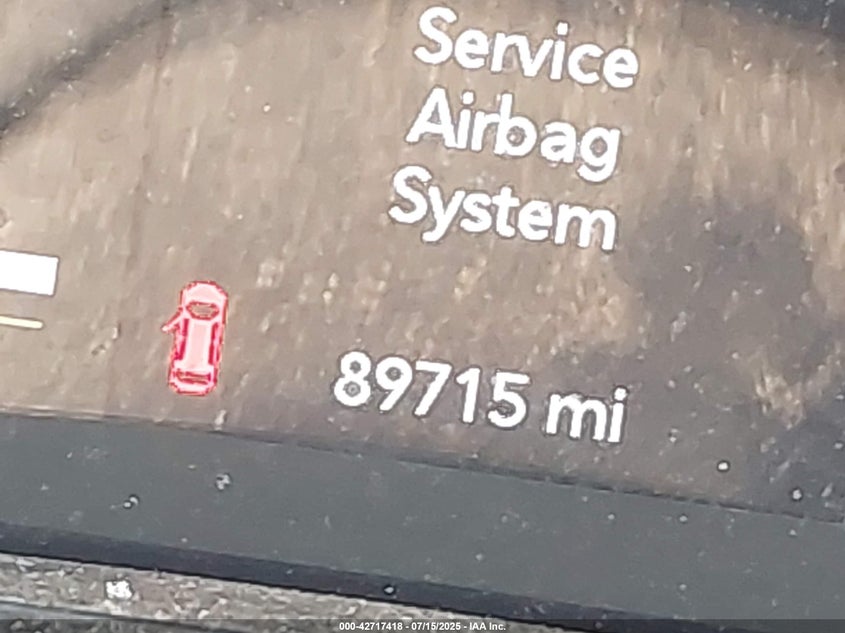 Service
Airbag
System
89715 mi
000-42717418 - 07/15/2025 - IAA Inc.